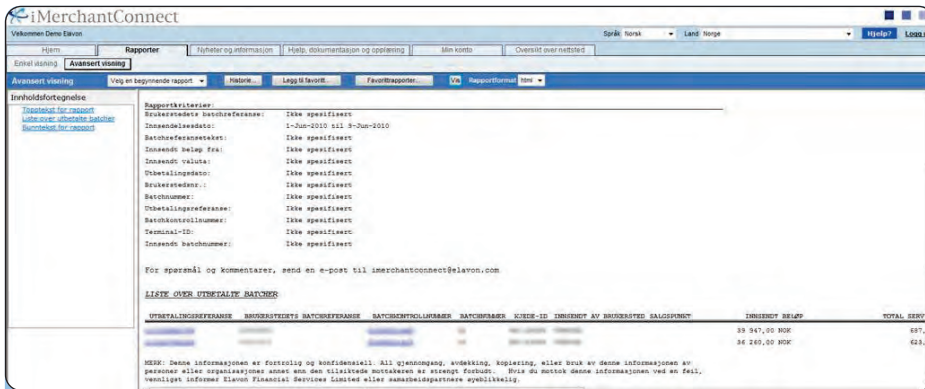 iMerchantConnect
Velkommen Demo Elavon
Språk Norsk Land Norge Hjelp? Logg
Hjem Rapporter Nyheter og informasjon Hjelp, dokumentasjon og opplæring Min konto Oversikt over nettsted
Enkel visning Avansert visning
Avansert visning Velg en begynnende rapport Historie... Legg til favoritt... Favorittrapporter... Vis Rapportformat html
Innholdsfortegnelse
Topptekst for rapport
Liste over utbetalte batcher
Bunntekst for rapport
Rapportkriterier:
Brukerstedets batchreferanse: Ikke spesifisert
Innsendelsesdato: 1-Jun-2010 til 9-Jun-2010
Batchreferansetekst: Ikke spesifisert
Innsendt beløp fra: Ikke spesifisert
Innsendt valuta: Ikke spesifisert
Utbetalingsdato: Ikke spesifisert
Brukerstedsnr.: Ikke spesifisert
Batchnummer: Ikke spesifisert
Utbetalingsreferanse: Ikke spesifisert
Batchkontrollnummer: Ikke spesifisert
Terminal-ID: Ikke spesifisert
Innsendt batchnummer: Ikke spesifisert
For spørsmål og kommentarer, send en e-post til imerchantconnect@elavon.com
LISTE OVER UTBETALTE BATCHER
UTBETALINGSREFERANSE BRUKERSTEDETS BATCHREFERANSE BATCHKONTROLLNUMMER BATCHNUMMER KJEDE-ID INNSENDT AV BRUKERSTED SALGSPUNKT INNSENDT BELØP TOTAL SERV
39 947,00 NOK 687,
36 260,00 NOK 623,
MERK: Denne informasjonen er fortrolig og konfidensiell. All gjennomgang, avdekking, kopiering, eller bruk av denne informasjonen av
personer eller organisasjoner annet enn den tilsiktede mottakeren er strengt forbudt. Hvis du mottok denne informasjonen ved en feil,
vennligst informer Elavon Financial Services Limited eller samarbeidspartnere øyeblikkelig.